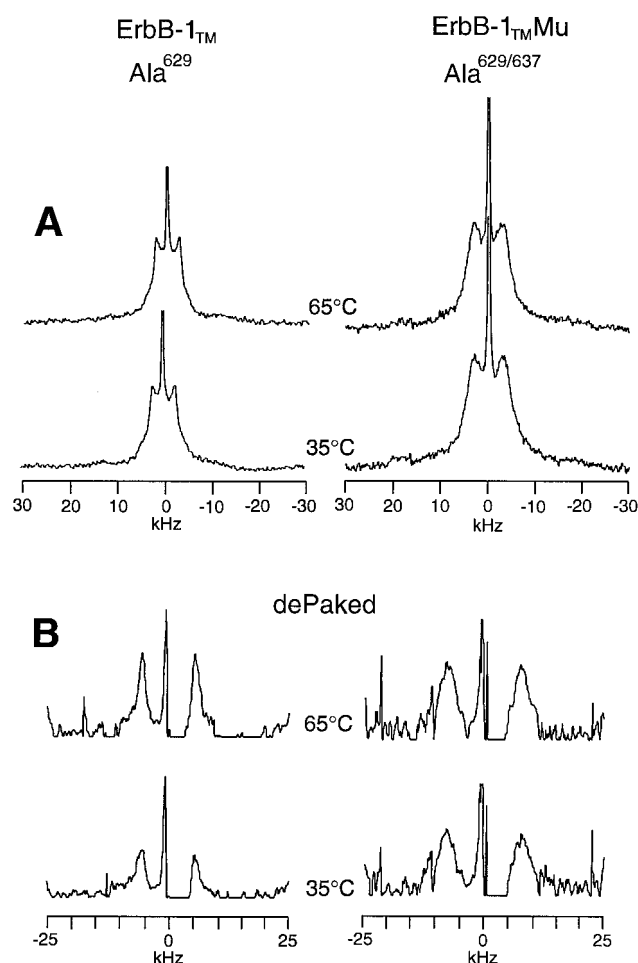 ErbB-1TM ErbB-1TMMu
Ala629 Ala629/637
A
65°C
35°C
30 20 10 0 -10 -20 -30 30 20 10 0 -10 -20 -30
kHz kHz
dePaked
B
65°C
35°C
-25 0 25 -25 0 25
kHz kHz